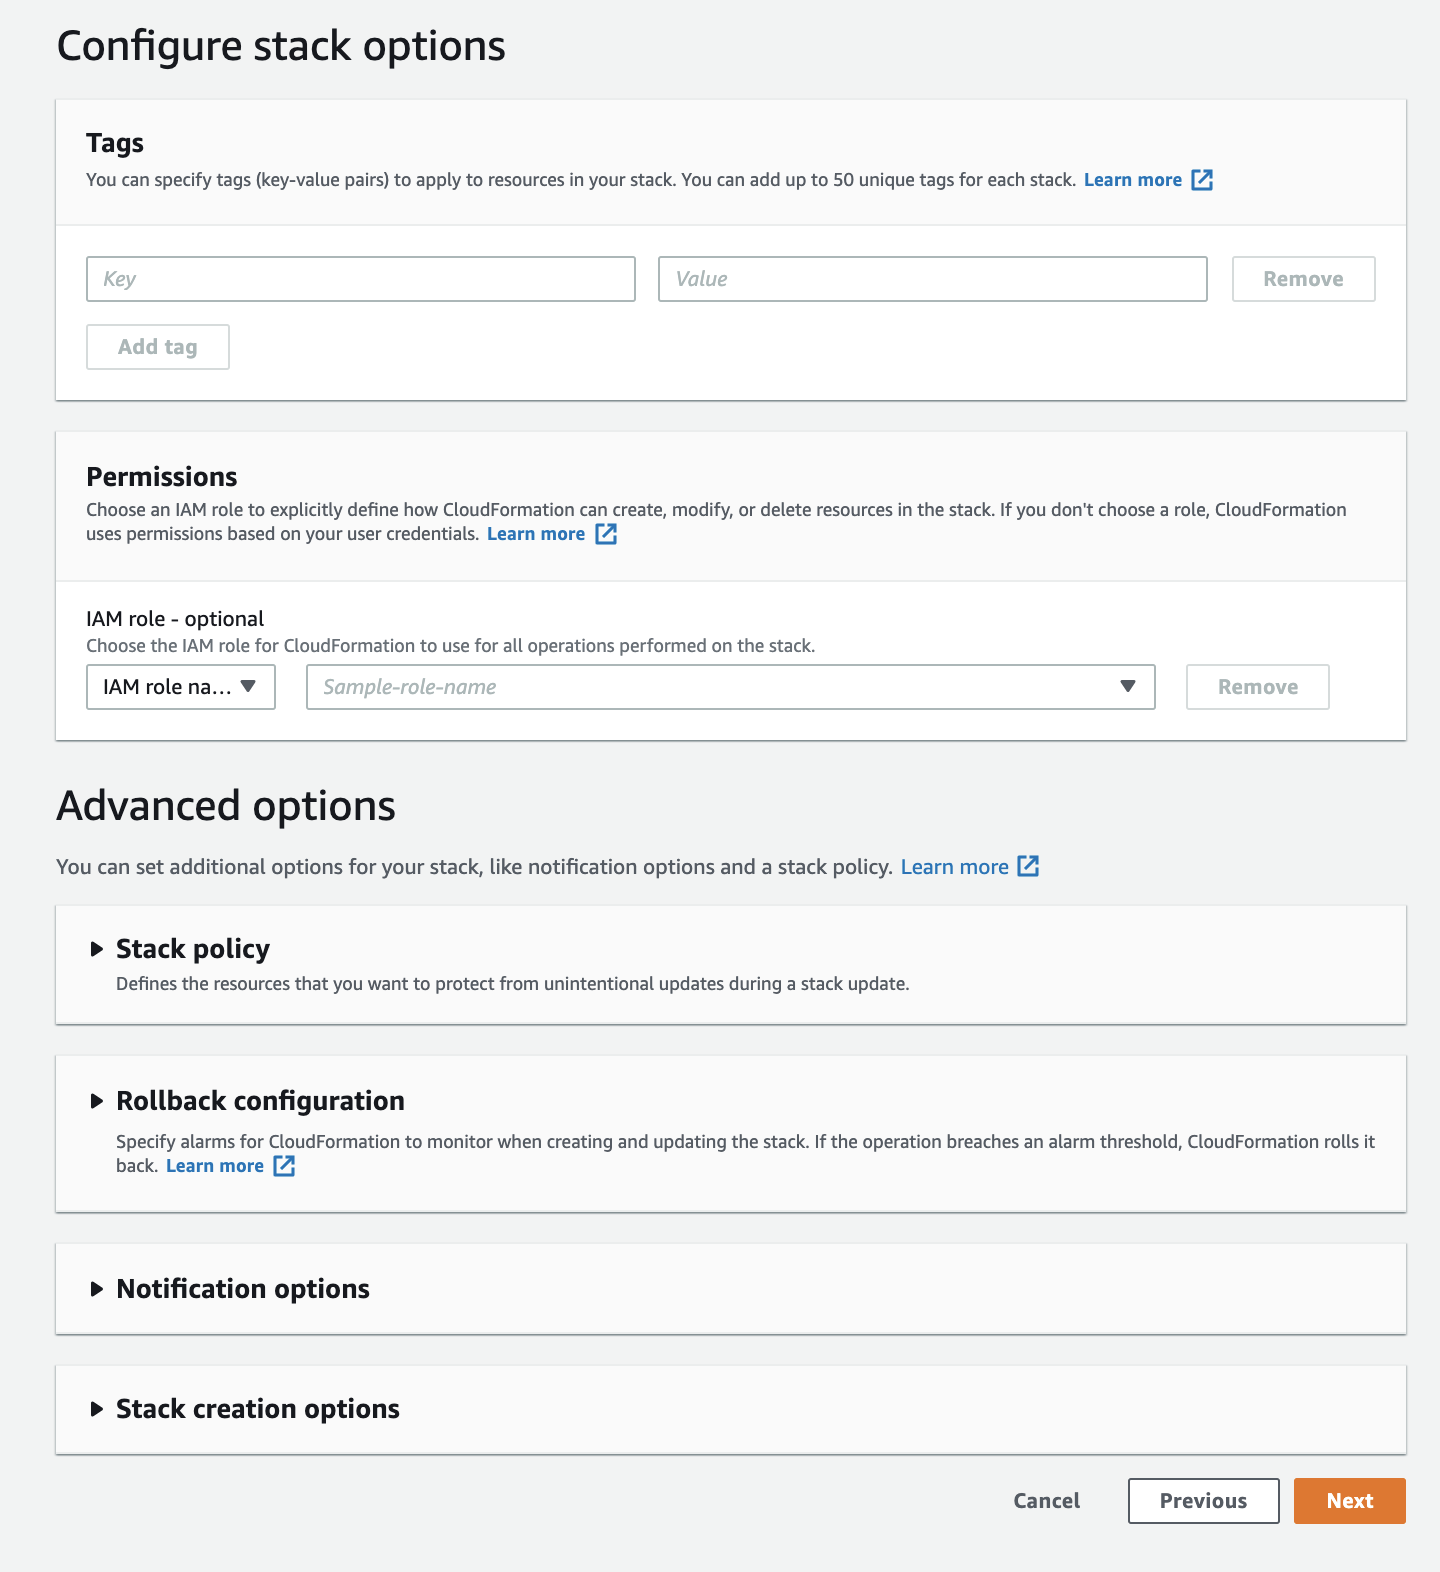 Configure stack options
Tags
You can specify tags (key-value pairs) to apply to resources in your stack. You can add up to 50 unique tags for each stack. Learn more
Key Value Remove
Add tag
Permissions
Choose an IAM role to explicitly define how CloudFormation can create, modify, or delete resources in the stack. If you don't choose a role, CloudFormation
uses permissions based on your user credentials. Learn more
IAM role - optional
Choose the IAM role for CloudFormation to use for all operations performed on the stack.
IAM role na... Sample-role-name Remove
Advanced options
You can set additional options for your stack, like notification options and a stack policy. Learn more
Stack policy
Defines the resources that you want to protect from unintentional updates during a stack update.
Rollback configuration
Specify alarms for CloudFormation to monitor when creating and updating the stack. If the operation breaches an alarm threshold, CloudFormation rolls it
back. Learn more
Notification options
Stack creation options
Cancel Previous Next